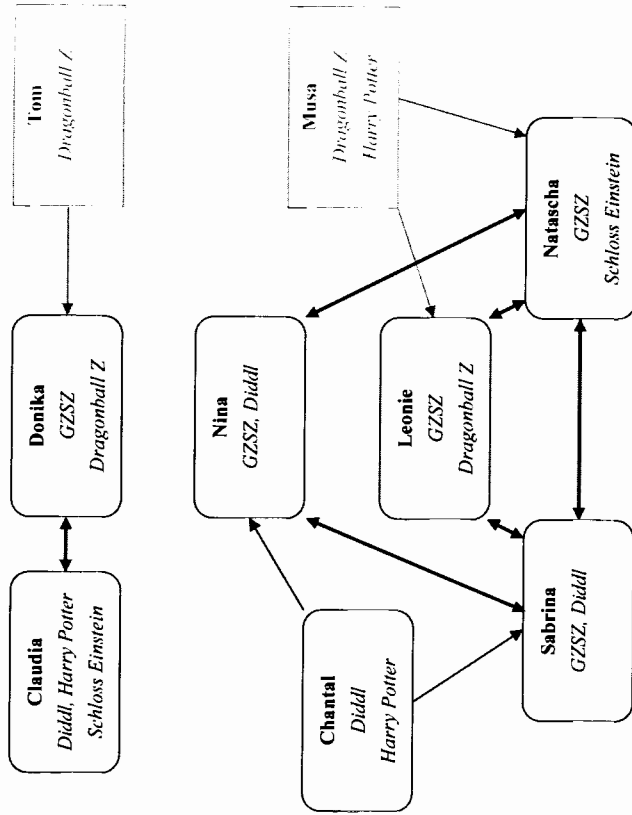 Claudia
Diddl, Harry Potter
Schloss Einstein
Donika
GZSZ
Dragonball Z
Tom
Dragonball Z
Chantal
Diddl
Harry Potter
Nina
GZSZ, Diddl
Leonie
GZSZ
Dragonball Z
Musa
Dragonball Z
Harry Potter
Sabrina
GZSZ, Diddl
Natascha
GZSZ
Schloss Einstein